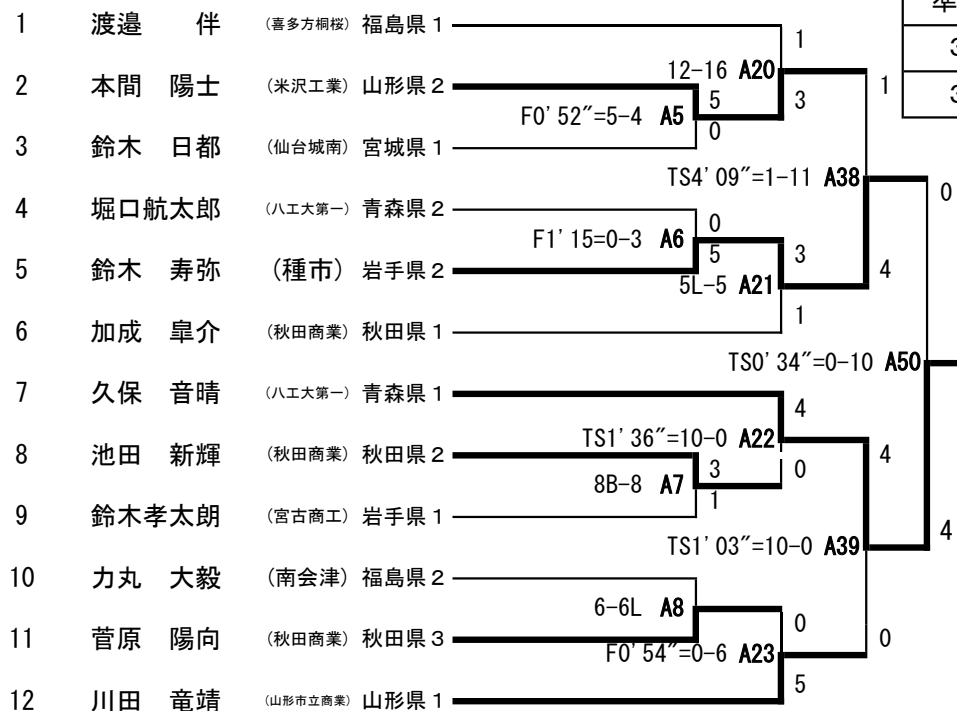 準
3
3
1 渡邉 伴 (喜多方桐桜) 福島県 1
1
12-16 A20
2 本間 陽士 (米沢工業) 山形県 2
5
3
1
F0'52″=5-4 A5
0
3 鈴木 日都 (仙台城南) 宮城県 1
TS4'09″=1-11 A38
0
4 堀口航太郎 (八工大第一) 青森県 2
0
F1'15=0-3 A6
3
5
4
5 鈴木 寿弥 (種市) 岩手県 2
5L-5 A21
1
6 加成 皐介 (秋田商業) 秋田県 1
TS0'34″=0-10 A50
7 久保 音晴 (八工大第一) 青森県 1
4
TS1'36″=10-0 A22
4
8 池田 新輝 (秋田商業) 秋田県 2
3
0
8B-8 A7
1
9 鈴木孝太朗 (宮古商工) 岩手県 1
4
TS1'03″=10-0 A39
10 力丸 大毅 (南会津) 福島県 2
6-6L A8
0
0
11 菅原 陽向 (秋田商業) 秋田県 3
F0'54″=0-6 A23
5
12 川田 竜靖 (山形市立商業) 山形県 1